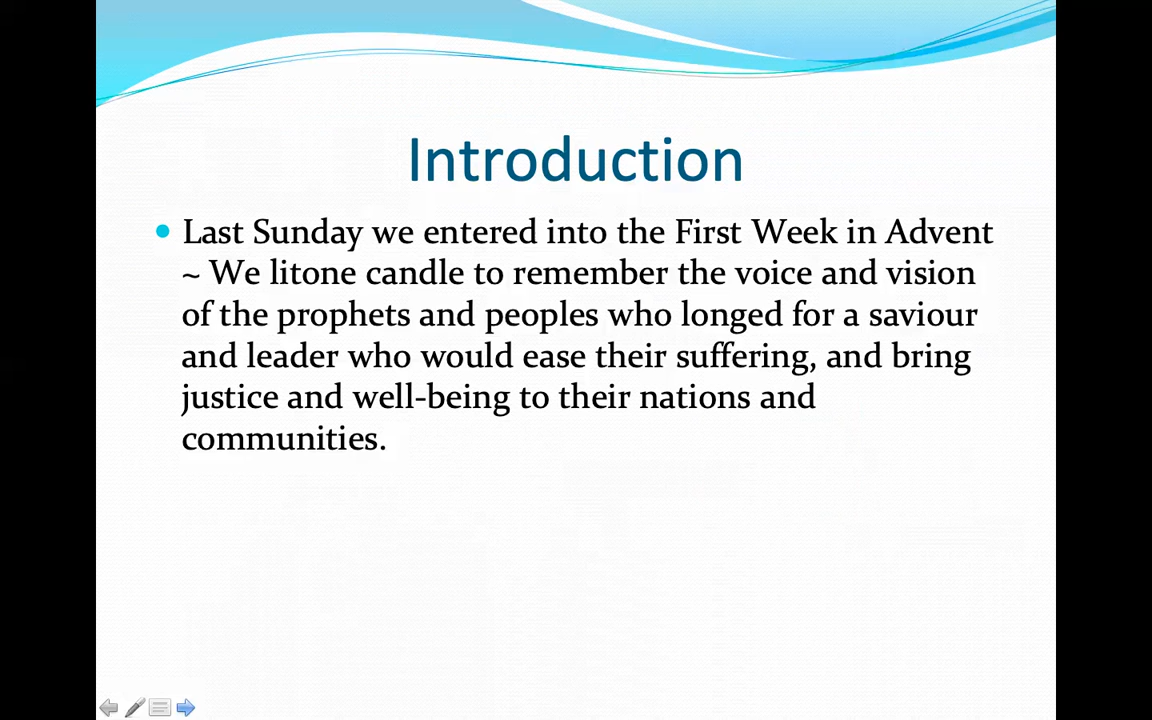 Introduction
• Last Sunday we entered into the First Week in Advent
~ We litone candle to remember the voice and vision
of the prophets and peoples who longed for a saviour
and leader who would ease their suffering, and bring
justice and well-being to their nations and
communities.